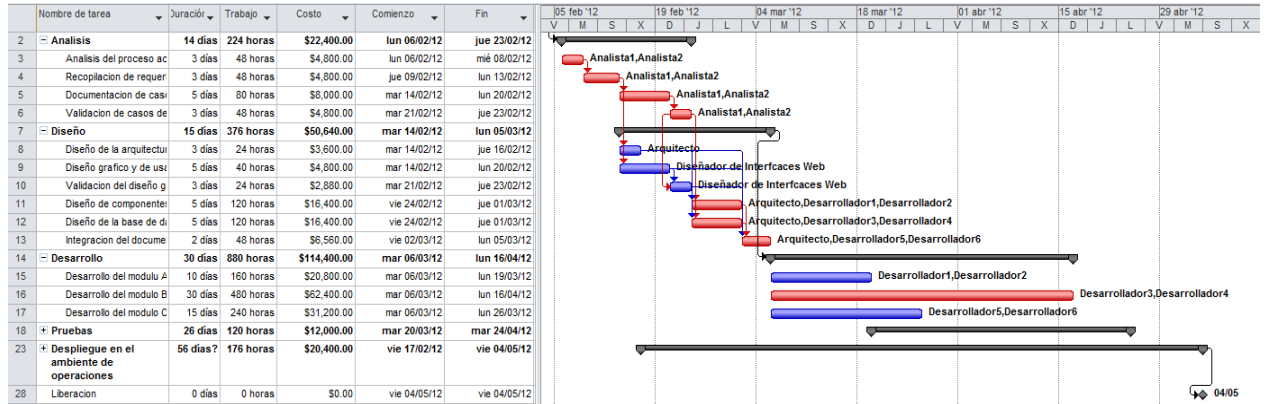 Nombre de tarea Duración Trabajo Costo Comienzo Fin 05 feb '12 19 feb '12 04 mar '12 18 mar '12 01 abr '12 15 abr '12 29 abr '12
V M S X D J L V M S X D J L V M S X D J L V M S X
2 Analisis 14 días 224 horas $22,400.00 lun 06/02/12 jue 23/02/12
3 Analisis del proceso ac 3 días 48 horas $4,800.00 lun 06/02/12 mié 08/02/12 Analista1,Analista2
4 Recopilacion de requer 3 días 48 horas $4,800.00 jue 09/02/12 lun 13/02/12 Analista1,Analista2
5 Documentacion de cas 5 días 80 horas $8,000.00 mar 14/02/12 lun 20/02/12 Analista1,Analista2
6 Validacion de casos de 3 días 48 horas $4,800.00 mar 21/02/12 jue 23/02/12 Analista1,Analista2
7 Diseño 15 días 376 horas $50,640.00 mar 14/02/12 lun 05/03/12
8 Diseño de la arquitectu 3 días 24 horas $3,600.00 mar 14/02/12 jue 16/02/12 Arquitecto
9 Diseño grafico y de usa 5 días 40 horas $4,800.00 mar 14/02/12 lun 20/02/12 Diseñador de Interfcaces Web
10 Validacion del diseño g 3 días 24 horas $2,880.00 mar 21/02/12 jue 23/02/12 Diseñador de Interfcaces Web
11 Diseño de componente 5 días 120 horas $16,400.00 vie 24/02/12 jue 01/03/12 Arquitecto,Desarrollador1,Desarrollador2
12 Diseño de la base de d 5 días 120 horas $16,400.00 vie 24/02/12 jue 01/03/12 Arquitecto,Desarrollador3,Desarrollador4
13 Integracion del docume 2 días 48 horas $6,560.00 vie 02/03/12 lun 05/03/12 Arquitecto,Desarrollador5,Desarrollador6
14 Desarrollo 30 días 880 horas $114,400.00 mar 06/03/12 lun 16/04/12
15 Desarrollo del modulo A 10 días 160 horas $20,800.00 mar 06/03/12 lun 19/03/12 Desarrollador1,Desarrollador2
16 Desarrollo del modulo B 30 días 480 horas $62,400.00 mar 06/03/12 lun 16/04/12 Desarrollador3,Desarrollador4
17 Desarrollo del modulo C 15 días 240 horas $31,200.00 mar 06/03/12 lun 26/03/12 Desarrollador5,Desarrollador6
18 Pruebas 26 días 120 horas $12,000.00 mar 20/03/12 mar 24/04/12
23 Despliegue en el 56 días? 176 horas $20,400.00 vie 17/02/12 vie 04/05/12
ambiente de
operaciones
28 Liberacion 0 días 0 horas $0.00 vie 04/05/12 vie 04/05/12 04/05